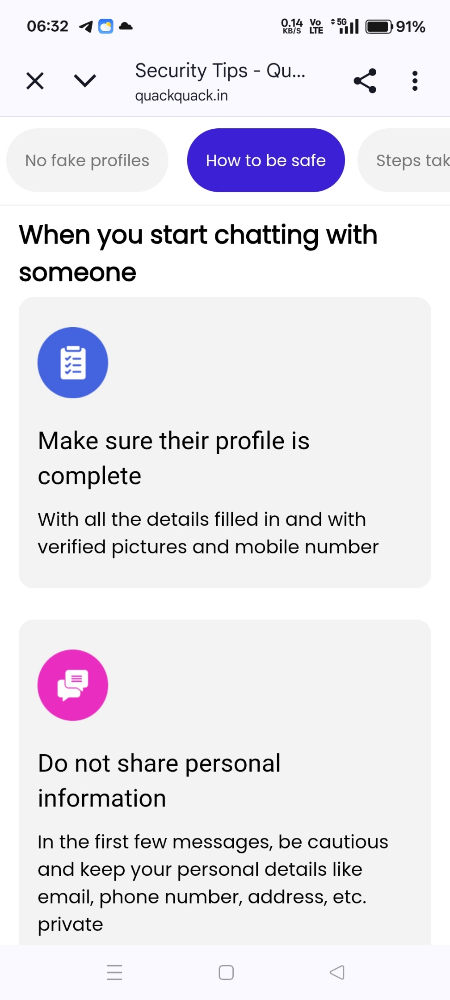 06:32 0.14 KB/S Vo LTE 5G 91%
Security Tips - Qu...
quackquack.in
No fake profiles How to be safe Steps tak
When you start chatting with
someone
Make sure their profile is
complete
With all the details filled in and with
verified pictures and mobile number
Do not share personal
information
In the first few messages, be cautious
and keep your personal details like
email, phone number, address, etc.
private